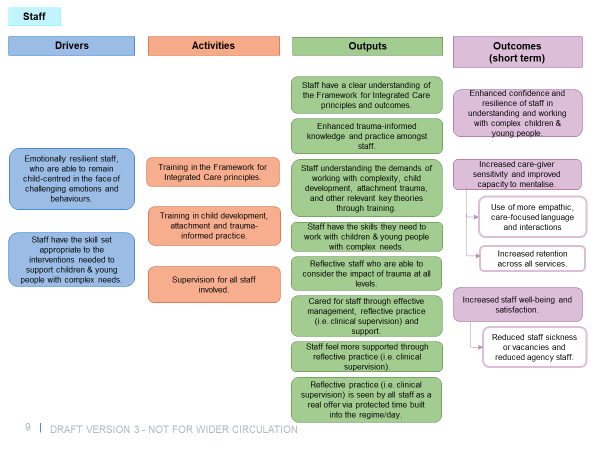 Staff
Drivers
Activities
Outputs
Outcomes
(short term)
Emotionally resilient staff,
who are able to remain
child-centred in the face of
challenging emotions and
behaviours.
Staff have the skill set
appropriate to the
interventions needed to
support children & young
people with complex needs.
Training in the Framework for
Integrated Care principles.
Training in child development,
attachment and trauma-
informed practice.
Supervision for all staff
involved.
Staff have a clear understanding of
the Framework for Integrated Care
principles and outcomes.
Enhanced trauma-informed
knowledge and practice amongst
staff.
Staff understanding the demands of
working with complexity, child
development, attachment trauma,
and other relevant key theories
through training.
Staff have the skills they need to
work with children & young people
with complex needs.
Reflective staff who are able to
consider the impact of trauma at all
levels.
Cared for staff through effective
management, reflective practice
(i.e. clinical supervision) and
support.
Staff feel more supported through
reflective practice (i.e. clinical
supervision).
Reflective practice (i.e. clinical
supervision) is seen by all staff as a
real offer via protected time built
into the regime/day.
Enhanced confidence and
resilience of staff in
understanding and working
with complex children &
young people.
Increased care-giver
sensitivity and improved
capacity to mentalise.
Use of more empathic,
care-focused language
and interactions
Increased retention
across all services.
Increased staff well-being and
satisfaction.
Reduced staff sickness
or vacancies and
reduced agency staff.
9
DRAFT VERSION 3 - NOT FOR WIDER CIRCULATION